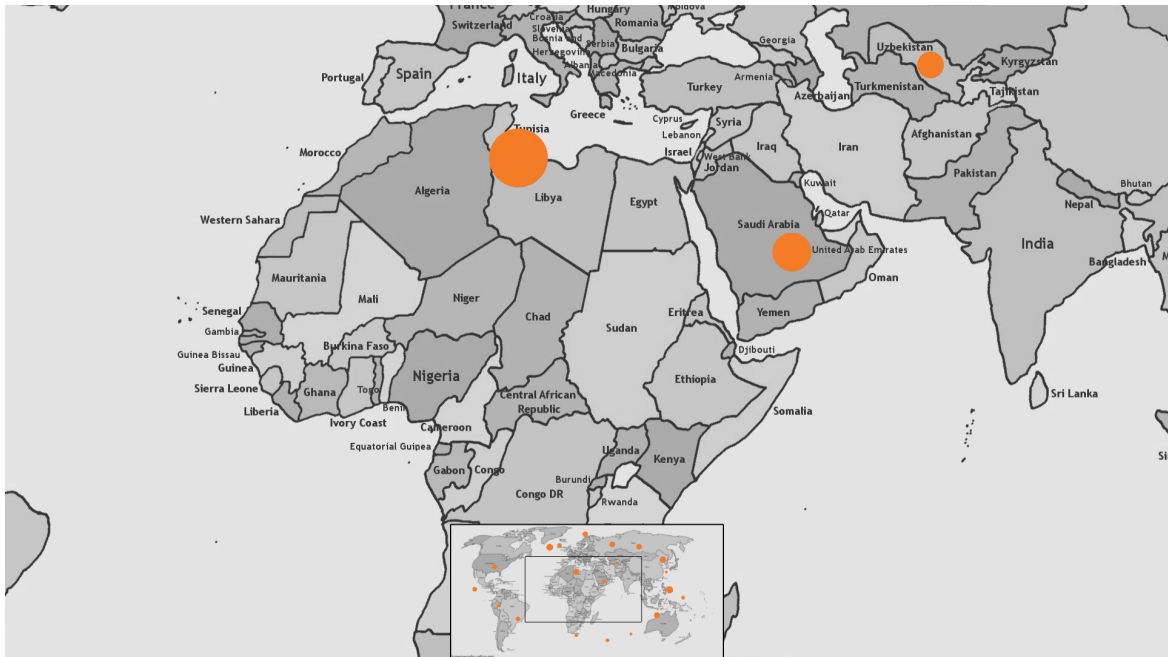 France
Moldova
Hungary
Croatia
Romania
Switzerland
Slovenia
Bosnia and
Herzegovina
Serbia
Georgia
Uzbekistan
Bulgaria
Albania
Kyrgyzstan
Macedonia
Spain
Italy
Portugal
Armenia
Turkey
Turkmenistan
Azerbaijan
Tajikistan
Greece
Cyprus
Syria
Tunisia
Lebanon
Afghanistan
Iraq
Iran
Israel
Morocco
West Bank
Jordan
Pakistan
Kuwait
Bhutan
Algeria
Libya
Egypt
Nepal
Qatar
Western Sahara
Saudi Arabia
India
United Arab Emirates
Bangladesh
M
Oman
Mauritania
Mali
Niger
Senegal
Eritrea
Yemen
Chad
Gambia
Sudan
Burkina Faso
Djibouti
Guinea Bissau
Guinea
Nigeria
Ethiopia
Sierra Leone
Ghana
Togo
Central African
Republic
Sri Lanka
Liberia
Benin
Somalia
Ivory Coast
Cameroon
Equatorial Guinea
Uganda
Si
Kenya
Gabon
Congo
Burundi
Congo DR
Rwanda